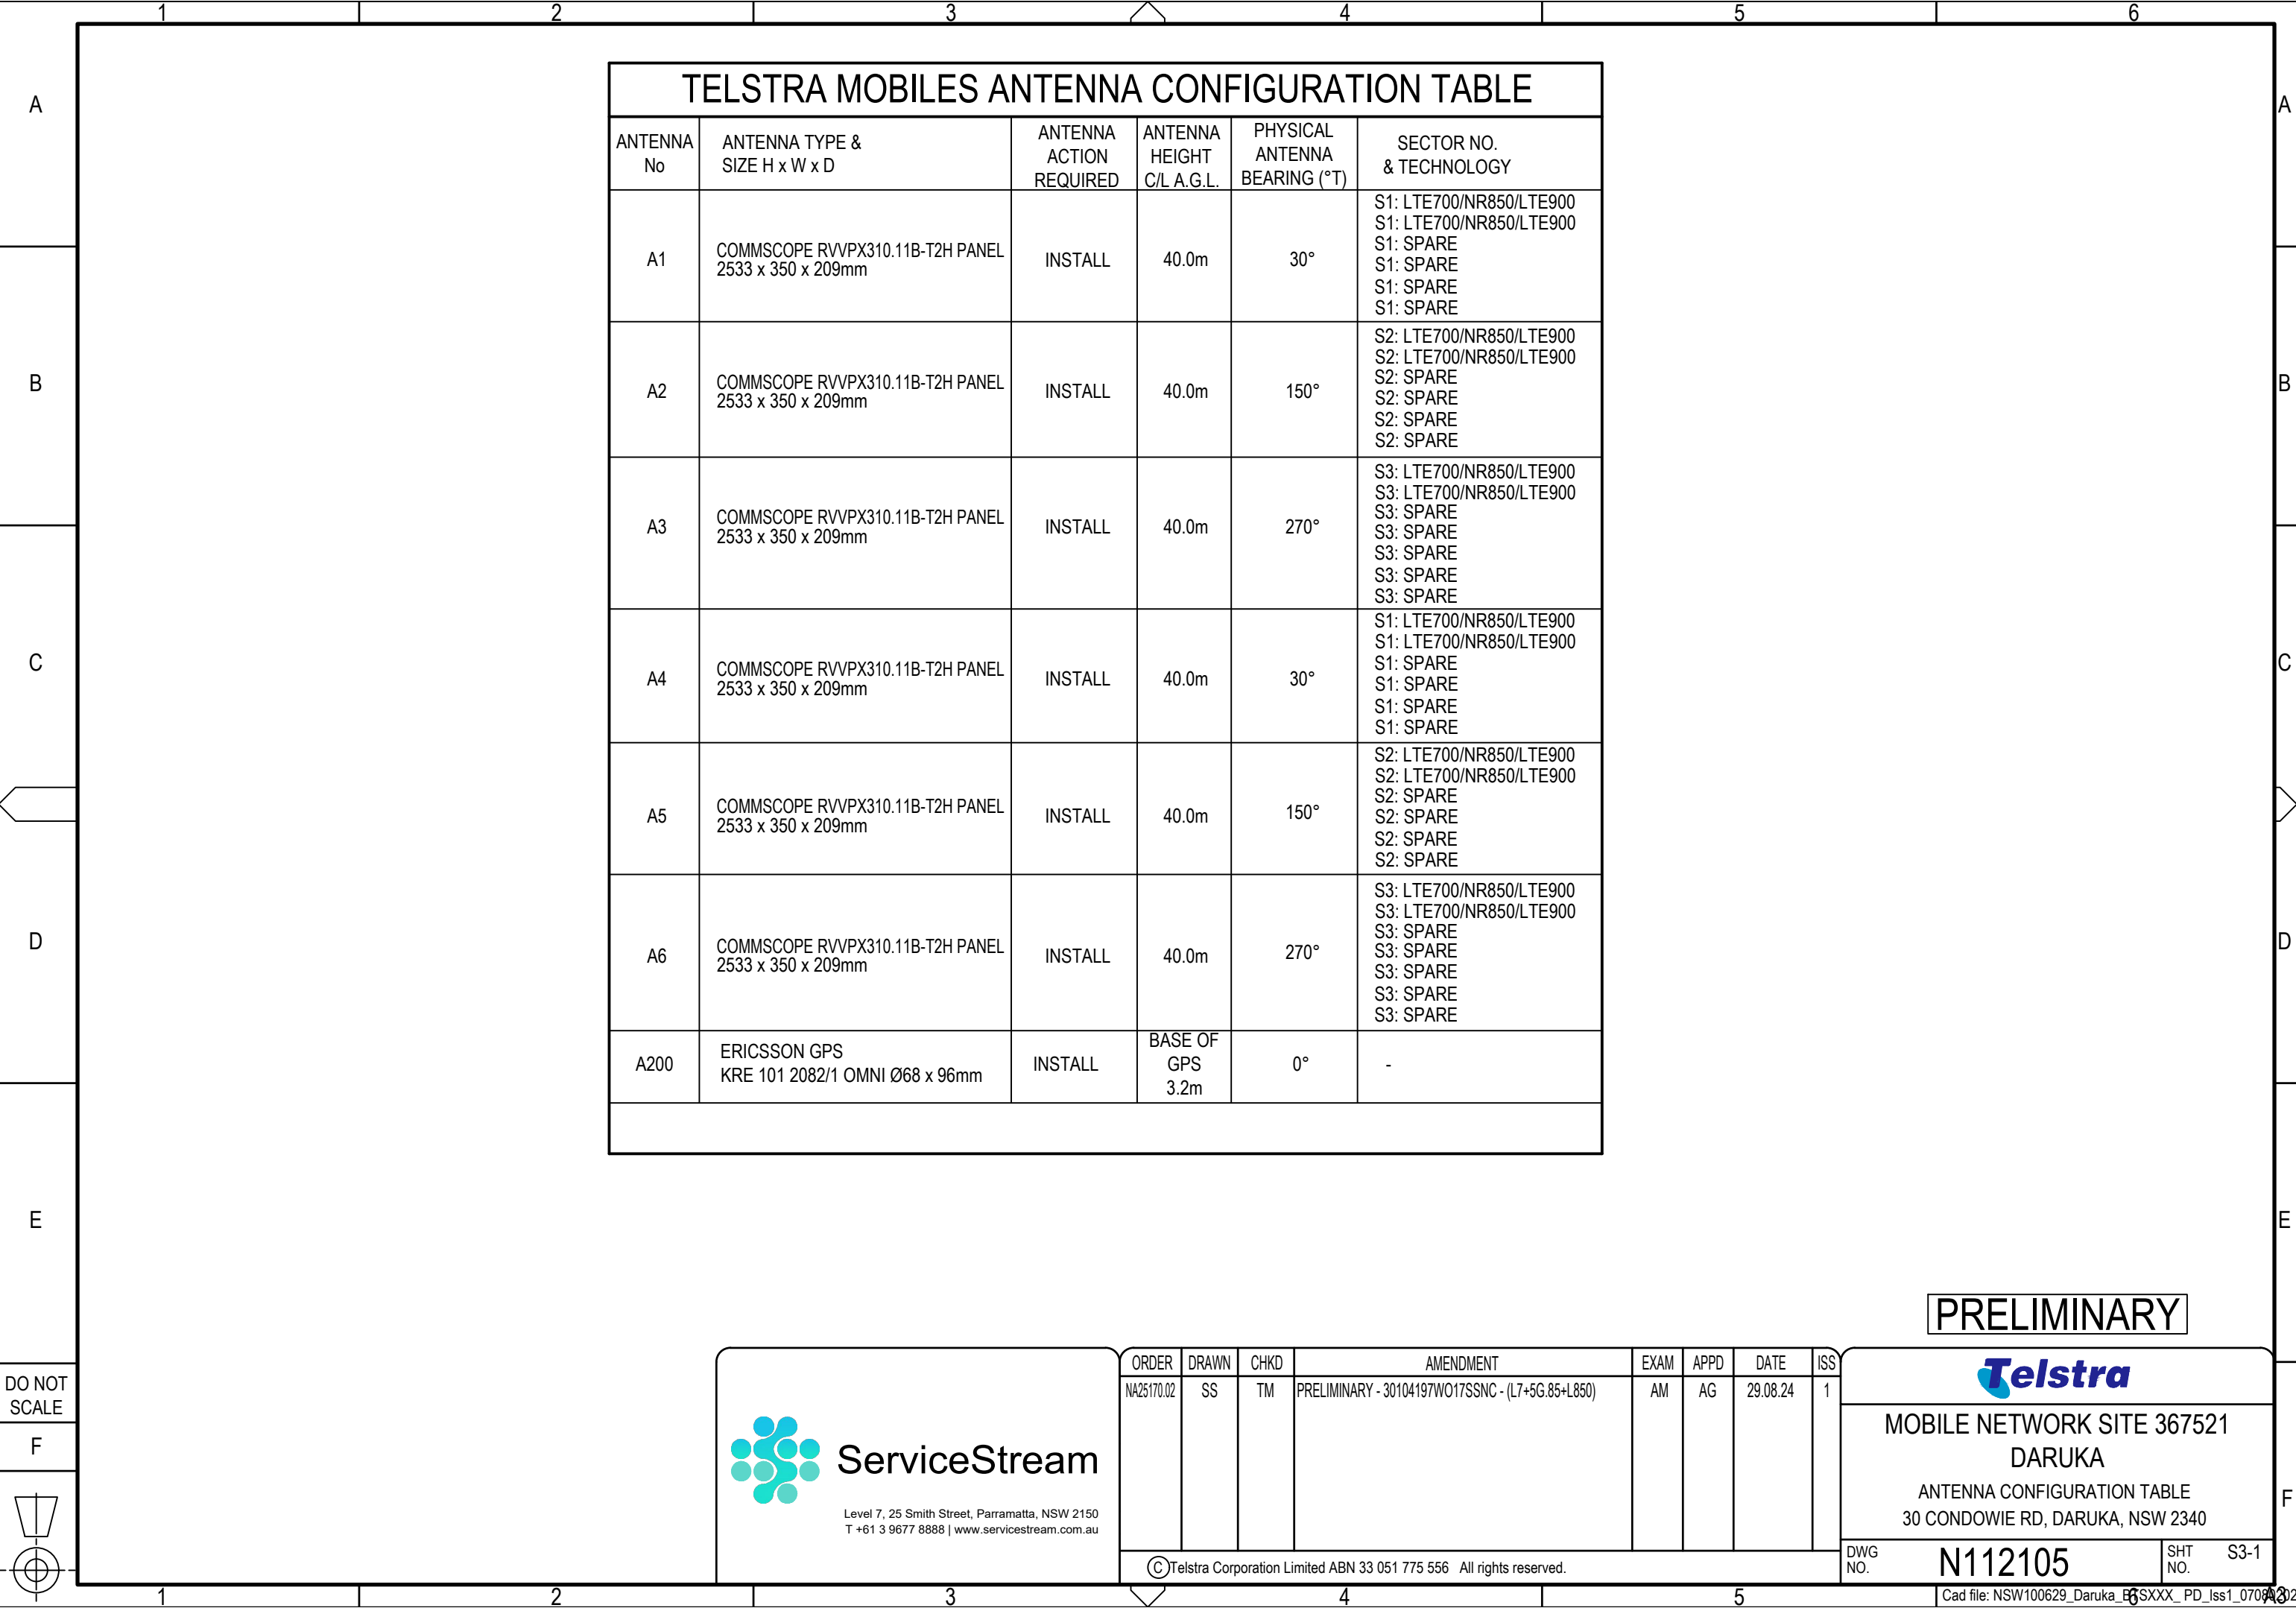 1 2 3 4 5 6
A A
B B
C C
D D
E E
F F
TELSTRA MOBILES ANTENNA CONFIGURATION TABLE
ANTENNA No
ANTENNA TYPE & SIZE H x W x D
ANTENNA ACTION REQUIRED
ANTENNA HEIGHT C/L A.G.L.
PHYSICAL ANTENNA BEARING (°T)
SECTOR NO. & TECHNOLOGY
A1
COMMSCOPE RVVPX310.11B-T2H PANEL
2533 x 350 x 209mm
INSTALL
40.0m
30°
S1: LTE700/NR850/LTE900
S1: LTE700/NR850/LTE900
S1: SPARE
S1: SPARE
S1: SPARE
S1: SPARE
A2
COMMSCOPE RVVPX310.11B-T2H PANEL
2533 x 350 x 209mm
INSTALL
40.0m
150°
S2: LTE700/NR850/LTE900
S2: LTE700/NR850/LTE900
S2: SPARE
S2: SPARE
S2: SPARE
S2: SPARE
A3
COMMSCOPE RVVPX310.11B-T2H PANEL
2533 x 350 x 209mm
INSTALL
40.0m
270°
S3: LTE700/NR850/LTE900
S3: LTE700/NR850/LTE900
S3: SPARE
S3: SPARE
S3: SPARE
S3: SPARE
S3: SPARE
A4
COMMSCOPE RVVPX310.11B-T2H PANEL
2533 x 350 x 209mm
INSTALL
40.0m
30°
S1: LTE700/NR850/LTE900
S1: LTE700/NR850/LTE900
S1: SPARE
S1: SPARE
S1: SPARE
S1: SPARE
A5
COMMSCOPE RVVPX310.11B-T2H PANEL
2533 x 350 x 209mm
INSTALL
40.0m
150°
S2: LTE700/NR850/LTE900
S2: LTE700/NR850/LTE900
S2: SPARE
S2: SPARE
S2: SPARE
S2: SPARE
A6
COMMSCOPE RVVPX310.11B-T2H PANEL
2533 x 350 x 209mm
INSTALL
40.0m
270°
S3: LTE700/NR850/LTE900
S3: LTE700/NR850/LTE900
S3: SPARE
S3: SPARE
S3: SPARE
S3: SPARE
S3: SPARE
A200
ERICSSON GPS
KRE 101 2082/1 OMNI Ø68 x 96mm
INSTALL
BASE OF
GPS
3.2m
0°
-
PRELIMINARY
DO NOT
SCALE
ServiceStream
Level 7, 25 Smith Street, Parramatta, NSW 2150
T +61 3 9677 8888 | www.servicestream.com.au
ORDER DRAWN CHKD AMENDMENT EXAM APPD DATE ISS
NA25170.02 SS TM PRELIMINARY - 30104197WO17SSNC - (L7+5G.85+L850) AM AG 29.08.24 1
© Telstra Corporation Limited ABN 33 051 775 556 All rights reserved.
Telstra
MOBILE NETWORK SITE 367521
DARUKA
ANTENNA CONFIGURATION TABLE
30 CONDOWIE RD, DARUKA, NSW 2340
DWG
NO.
N112105
SHT
NO.
S3-1
1 2 3 4 5 6
Cad file: PD_Iss1
A3